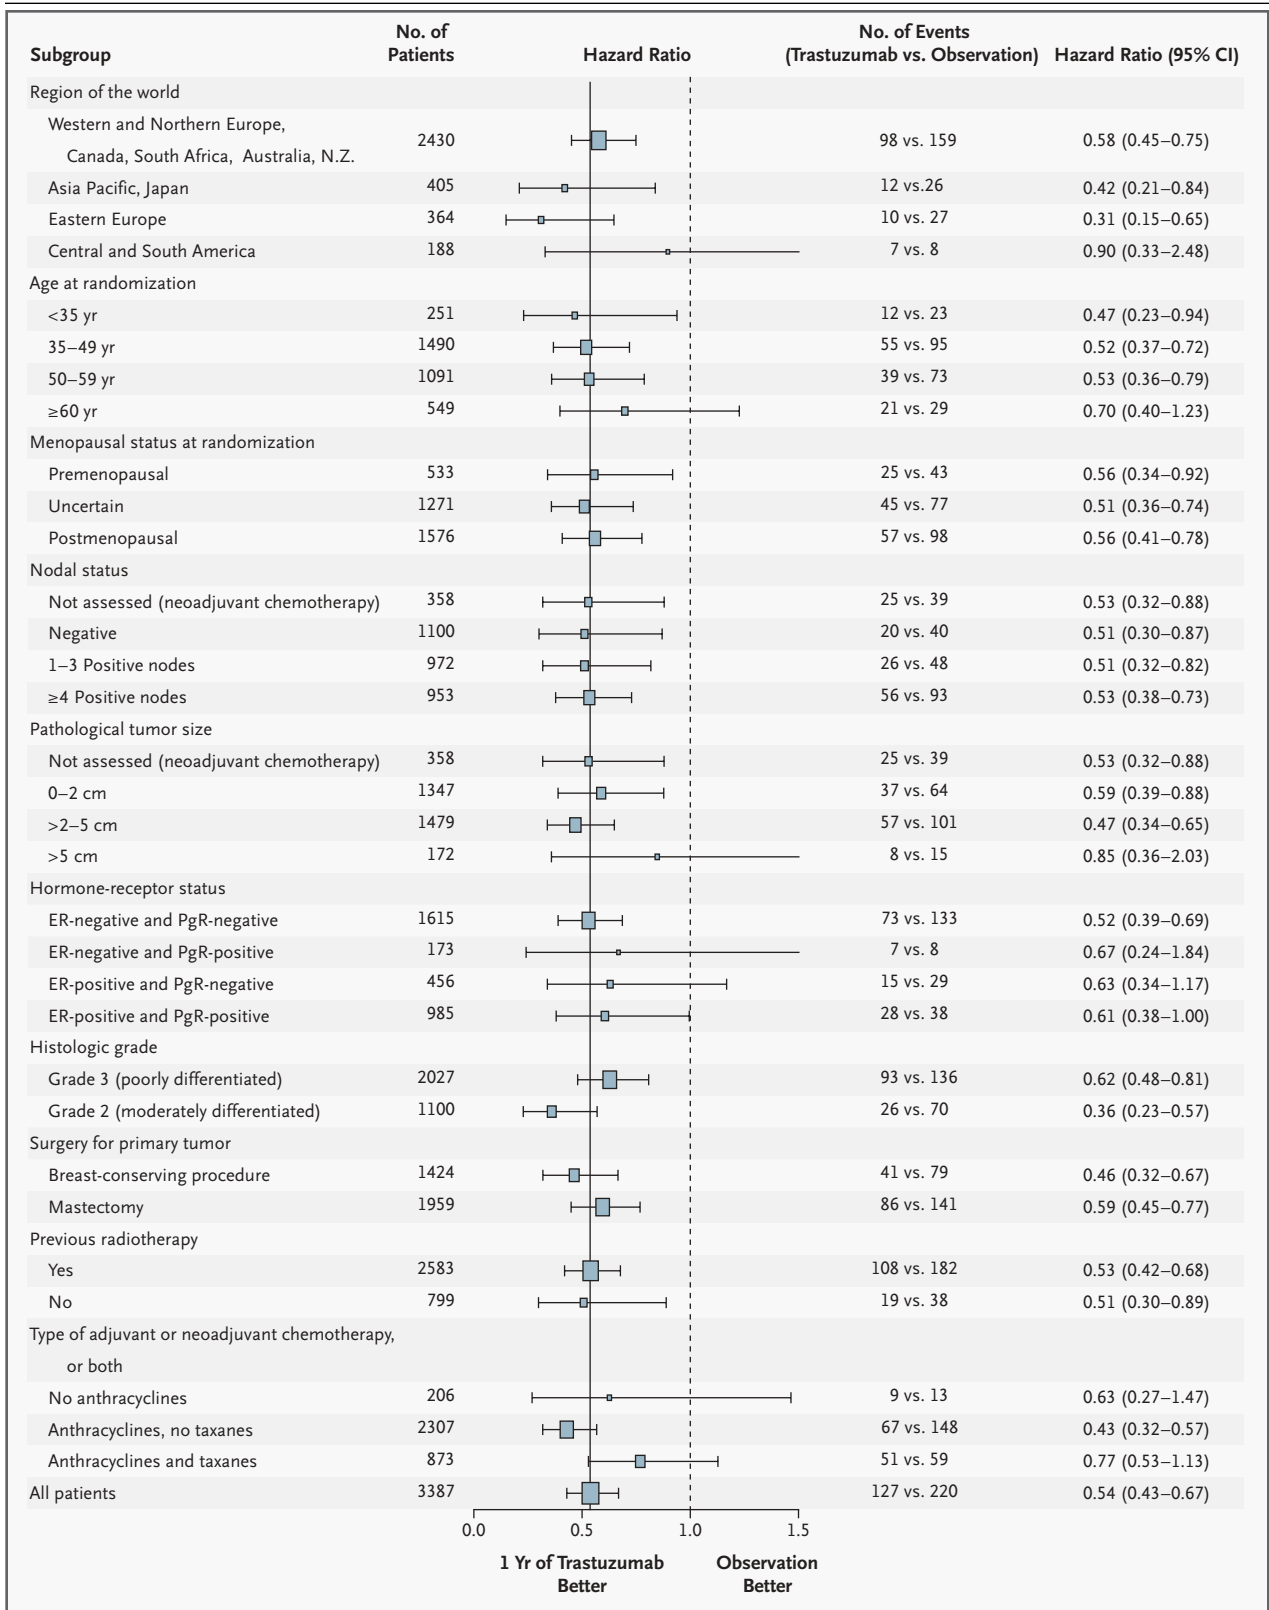 No. of
Patients
No. of Events
(Trastuzumab vs. Observation)
Subgroup Hazard Ratio Hazard Ratio (95% CI)
Region of the world
Western and Northern Europe,
Canada, South Africa, Australia, N.Z. 2430 98 vs. 159 0.58 (0.45–0.75)
Asia Pacific, Japan 405 12 vs.26 0.42 (0.21–0.84)
Eastern Europe 364 10 vs. 27 0.31 (0.15–0.65)
Central and South America 188 7 vs. 8 0.90 (0.33–2.48)
Age at randomization
<35 yr 251 12 vs. 23 0.47 (0.23–0.94)
35–49 yr 1490 55 vs. 95 0.52 (0.37–0.72)
50–59 yr 1091 39 vs. 73 0.53 (0.36–0.79)
≥60 yr 549 21 vs. 29 0.70 (0.40–1.23)
Menopausal status at randomization
Premenopausal 533 25 vs. 43 0.56 (0.34–0.92)
Uncertain 1271 45 vs. 77 0.51 (0.36–0.74)
Postmenopausal 1576 57 vs. 98 0.56 (0.41–0.78)
Nodal status
Not assessed (neoadjuvant chemotherapy) 358 25 vs. 39 0.53 (0.32–0.88)
Negative 1100 20 vs. 40 0.51 (0.30–0.87)
1–3 Positive nodes 972 26 vs. 48 0.51 (0.32–0.82)
≥4 Positive nodes 953 56 vs. 93 0.53 (0.38–0.73)
Pathological tumor size
Not assessed (neoadjuvant chemotherapy) 358 25 vs. 39 0.53 (0.32–0.88)
0–2 cm 1347 37 vs. 64 0.59 (0.39–0.88)
>2–5 cm 1479 57 vs. 101 0.47 (0.34–0.65)
>5 cm 172 8 vs. 15 0.85 (0.36–2.03)
Hormone-receptor status
ER-negative and PgR-negative 1615 73 vs. 133 0.52 (0.39–0.69)
ER-negative and PgR-positive 173 7 vs. 8 0.67 (0.24–1.84)
ER-positive and PgR-negative 456 15 vs. 29 0.63 (0.34–1.17)
ER-positive and PgR-positive 985 28 vs. 38 0.61 (0.38–1.00)
Histologic grade
Grade 3 (poorly differentiated) 2027 93 vs. 136 0.62 (0.48–0.81)
Grade 2 (moderately differentiated) 1100 26 vs. 70 0.36 (0.23–0.57)
Surgery for primary tumor
Breast-conserving procedure 1424 41 vs. 79 0.46 (0.32–0.67)
Mastectomy 1959 86 vs. 141 0.59 (0.45–0.77)
Previous radiotherapy
Yes 2583 108 vs. 182 0.53 (0.42–0.68)
No 799 19 vs. 38 0.51 (0.30–0.89)
Type of adjuvant or neoadjuvant chemotherapy,
or both
No anthracyclines 206 9 vs. 13 0.63 (0.27–1.47)
Anthracyclines, no taxanes 2307 67 vs. 148 0.43 (0.32–0.57)
Anthracyclines and taxanes 873 51 vs. 59 0.77 (0.53–1.13)
All patients 3387 127 vs. 220 0.54 (0.43–0.67)
0.0 0.5 1.0 1.5
1 Yr of Trastuzumab
Better
Observation
Better